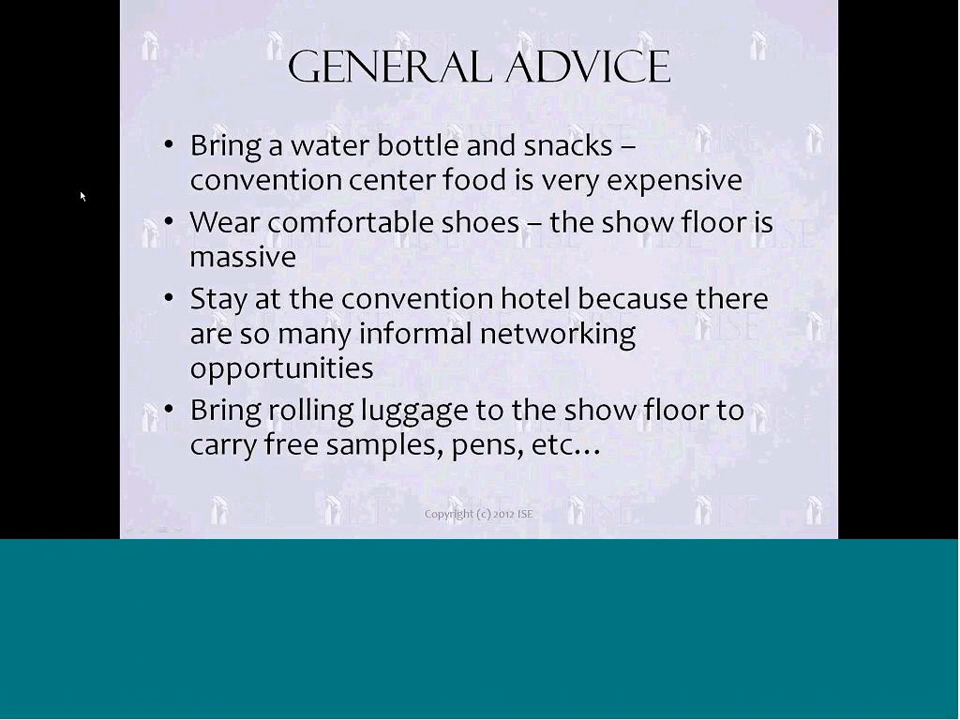 GENERAL ADVICE
• Bring a water bottle and snacks –
convention center food is very expensive
• Wear comfortable shoes – the show floor is
massive
• Stay at the convention hotel because there
are so many informal networking
opportunities
• Bring rolling luggage to the show floor to
carry free samples, pens, etc…
Copyright (c) 2012 ISE